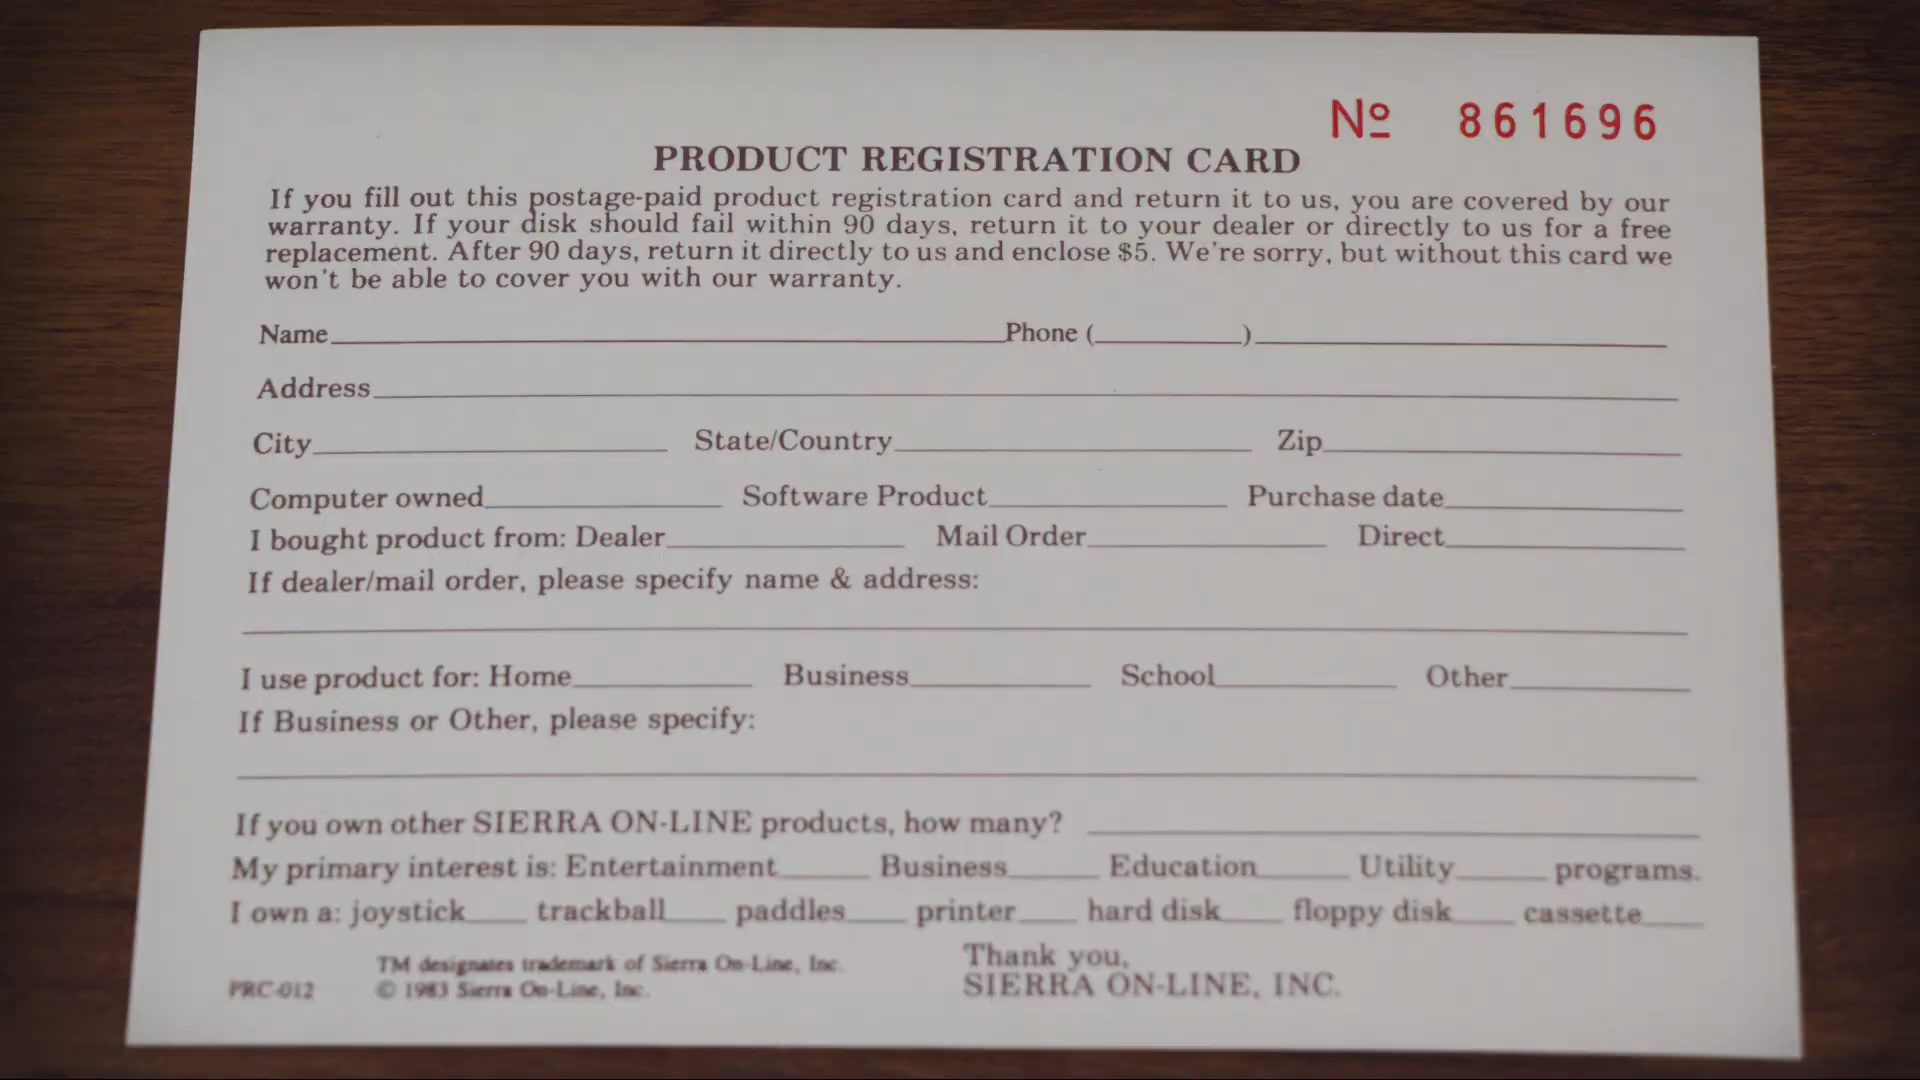 Nº 861696
PRODUCT REGISTRATION CARD
If you fill out this postage-paid product registration card and return it to us, you are covered by our
warranty. If your disk should fail within 90 days, return it to your dealer or directly to us for a free
replacement. After 90 days, return it directly to us and enclose $5. We're sorry, but without this card we
won't be able to cover you with our warranty.
Name Phone ( )
Address
City State/Country Zip
Computer owned Software Product Purchase date
I bought product from: Dealer Mail Order Direct
If dealer/mail order, please specify name & address:
I use product for: Home Business School Other
If Business or Other, please specify:
If you own other SIERRA ON-LINE products, how many?
My primary interest is: Entertainment Business Education Utility programs.
I own a: joystick trackball paddles printer hard disk floppy disk cassette
TM designates trademark of Sierra On-Line, Inc.
PRC-012 © 1983 Sierra On-Line, Inc.
Thank you,
SIERRA ON-LINE, INC.